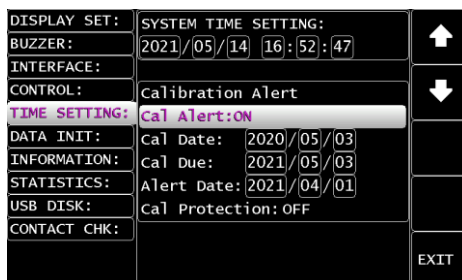 DISPLAY SET:
BUZZER:
INTERFACE:
CONTROL:
TIME SETTING:
DATA INIT:
INFORMATION:
STATISTICS:
USB DISK:
CONTACT CHK:
SYSTEM TIME SETTING:
2021/05/14 16:52:47
Calibration Alert
Cal Alert:ON
Cal Date: 2020/05/03
Cal Due: 2021/05/03
Alert Date:2021/04/01
Cal Protection:OFF
EXIT